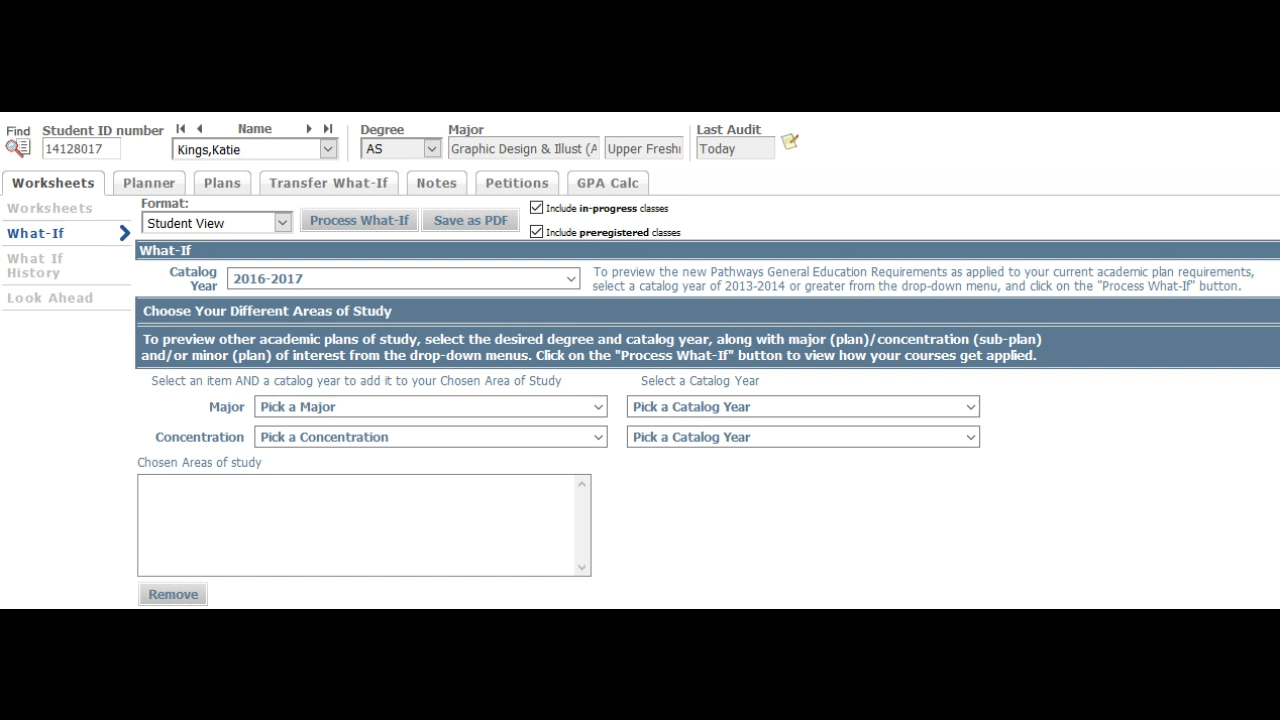 Find Student ID number Name Degree Major Last Audit
14128017 Kings,Katie AS Graphic Design & Illust (A Upper Freshi Today
Worksheets Planner Plans Transfer What-If Notes Petitions GPA Calc
Worksheets
What-If
What If
History
Look Ahead
Format:
Student View Process What-If Save as PDF
Include in-progress classes
Include preregistered classes
What-If
Catalog
Year
2016-2017
To preview the new Pathways General Education Requirements as applied to your current academic plan requirements,
select a catalog year of 2013-2014 or greater from the drop-down menu, and click on the "Process What-If" button.
Choose Your Different Areas of Study
To preview other academic plans of study, select the desired degree and catalog year, along with major (plan)/concentration (sub-plan)
and/or minor (plan) of interest from the drop-down menus. Click on the "Process What-If" button to view how your courses get applied.
Select an item AND a catalog year to add it to your Chosen Area of Study Select a Catalog Year
Major Pick a Major Pick a Catalog Year
Concentration Pick a Concentration Pick a Catalog Year
Chosen Areas of study
Remove